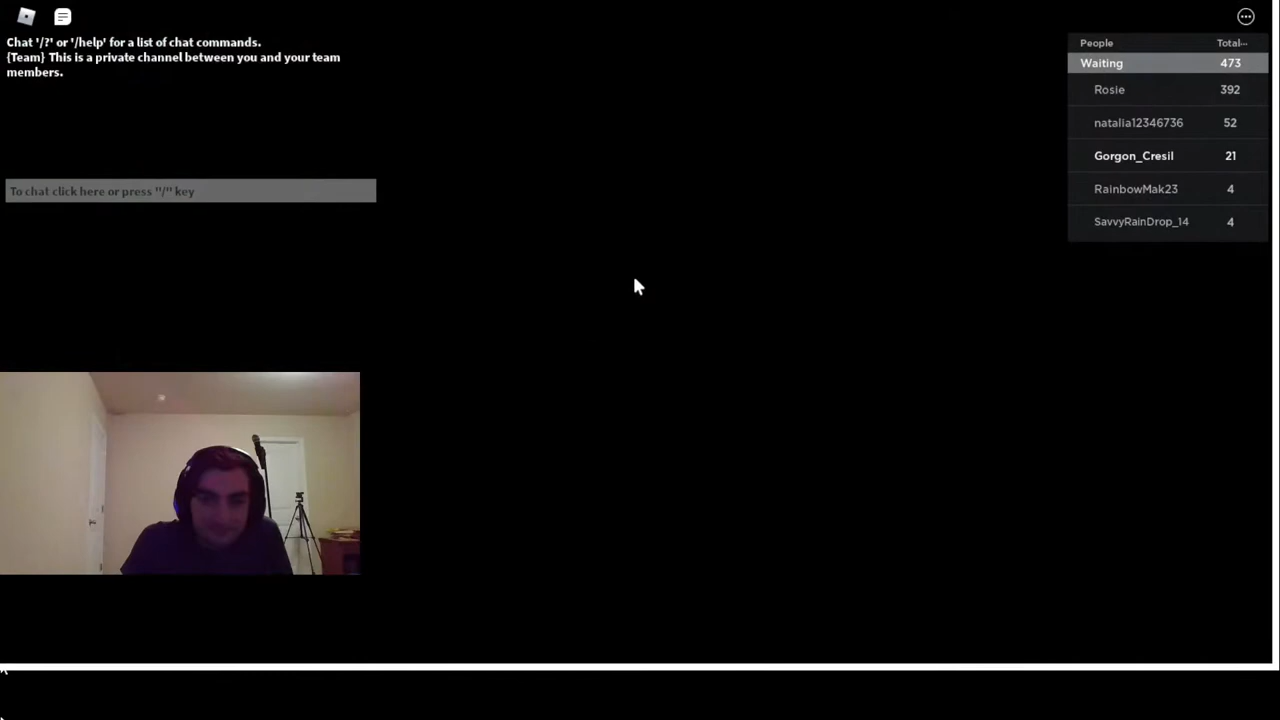 Chat '/?' or '/help' for a list of chat commands.
{Team} This is a private channel between you and your team
members.
To chat click here or press "/" key
People Total...
Waiting 473
Rosie 392
natalia12346736 52
Gorgon_Cresil 21
RainbowMak23 4
SavvyRainDrop_14 4